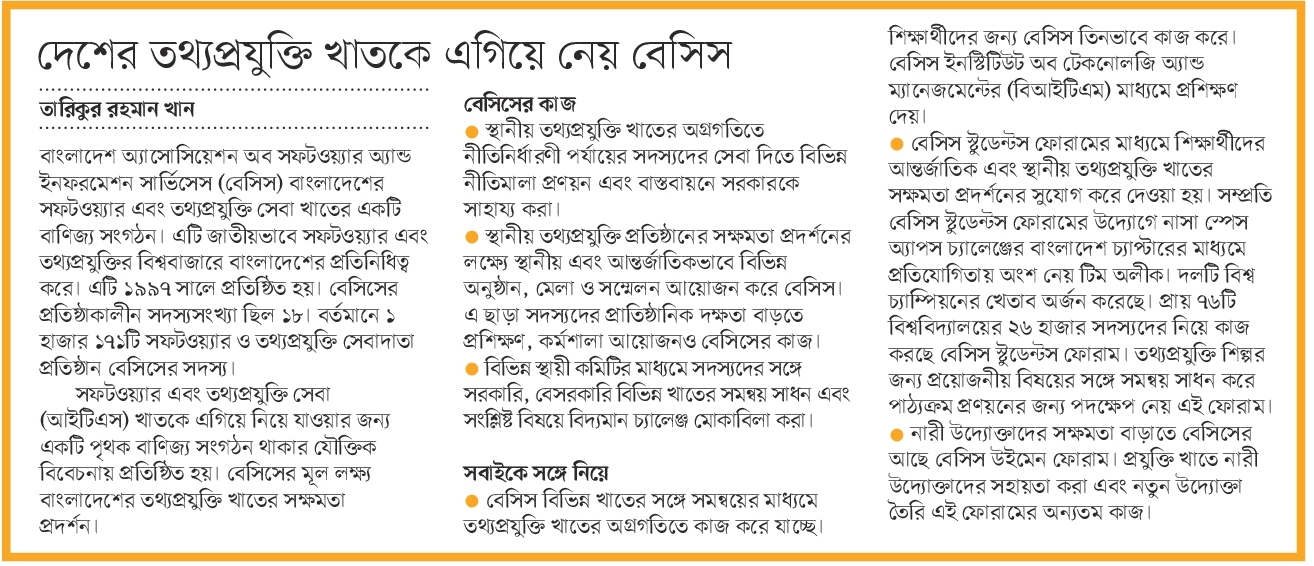 দেশের তথ্যপ্রযুক্তি খাতকে এগিয়ে নেয় বেসিস
তারিকুর রহমান খান
বাংলাদেশ অ্যাসোসিয়েশন অব সফটওয়্যার অ্যান্ড
ইনফরমেশন সার্ভিসেস (বেসিস) বাংলাদেশের
সফটওয়্যার এবং তথ্যপ্রযুক্তি সেবা খাতের একটি
বাণিজ্য সংগঠন। এটি জাতীয়ভাবে সফটওয়্যার এবং
তথ্যপ্রযুক্তির বিশ্ববাজারে বাংলাদেশের প্রতিনিধিত্ব
করে। এটি ১৯৯৭ সালে প্রতিষ্ঠিত হয়। বেসিসের
প্রতিষ্ঠাকালীন সদস্যসংখ্যা ছিল ১৮। বর্তমানে ১
হাজার ১৭১টি সফটওয়্যার ও তথ্যপ্রযুক্তি সেবাদাতা
প্রতিষ্ঠান বেসিসের সদস্য।
সফটওয়্যার এবং তথ্যপ্রযুক্তি সেবা
(আইটিএস) খাতকে এগিয়ে নিয়ে যাওয়ার জন্য
একটি পৃথক বাণিজ্য সংগঠন থাকার যৌক্তিক
বিবেচনায় প্রতিষ্ঠিত হয়। বেসিসের মূল লক্ষ্য
বাংলাদেশের তথ্যপ্রযুক্তি খাতের সক্ষমতা
প্রদর্শন।
বেসিসের কাজ
● স্থানীয় তথ্যপ্রযুক্তি খাতের অগ্রগতিতে
নীতিনির্ধারণী পর্যায়ের সদস্যদের সেবা দিতে বিভিন্ন
নীতিমালা প্রণয়ন এবং বাস্তবায়নে সরকারকে
সাহায্য করা।
● স্থানীয় তথ্যপ্রযুক্তি প্রতিষ্ঠানের সক্ষমতা প্রদর্শনের
লক্ষ্যে স্থানীয় এবং আন্তর্জাতিকভাবে বিভিন্ন
অনুষ্ঠান, মেলা ও সম্মেলন আয়োজন করে বেসিস।
এ ছাড়া সদস্যদের প্রাতিষ্ঠানিক দক্ষতা বাড়তে
প্রশিক্ষণ, কর্মশালা আয়োজনও বেসিসের কাজ।
● বিভিন্ন স্থায়ী কমিটির মাধ্যমে সদস্যদের সঙ্গে
সরকারি, বেসরকারি বিভিন্ন খাতের সমন্বয় সাধন এবং
সংশ্লিষ্ট বিষয়ে বিদ্যমান চ্যালেঞ্জ মোকাবিলা করা।
সবাইকে সঙ্গে নিয়ে
● বেসিস বিভিন্ন খাতের সঙ্গে সমন্বয়ের মাধ্যমে
তথ্যপ্রযুক্তি খাতের অগ্রগতিতে কাজ করে যাচ্ছে।
শিক্ষার্থীদের জন্য বেসিস তিনভাবে কাজ করে।
বেসিস ইনস্টিটিউট অব টেকনোলজি অ্যান্ড
ম্যানেজমেন্টের (বিআইটিএম) মাধ্যমে প্রশিক্ষণ
দেয়।
● বেসিস স্টুডেন্টস ফোরামের মাধ্যমে শিক্ষার্থীদের
আন্তর্জাতিক এবং স্থানীয় তথ্যপ্রযুক্তি খাতের
সক্ষমতা প্রদর্শনের সুযোগ করে দেওয়া হয়। সম্প্রতি
বেসিস স্টুডেন্টস ফোরামের উদ্যোগে নাসা স্পেস
অ্যাপস চ্যালেঞ্জের বাংলাদেশ চ্যাপ্টারের মাধ্যমে
প্রতিযোগিতায় অংশ নেয় টিম অলীক। দলটি বিশ্ব
চ্যাম্পিয়নের খেতাব অর্জন করেছে। প্রায় ৭৬টি
বিশ্ববিদ্যালয়ের ২৬ হাজার সদস্যদের নিয়ে কাজ
করছে বেসিস স্টুডেন্টস ফোরাম। তথ্যপ্রযুক্তি শিল্পর
জন্য প্রয়োজনীয় বিষয়ের সঙ্গে সমন্বয় সাধন করে
পাঠ্যক্রম প্রণয়নের জন্য পদক্ষেপ নেয় এই ফোরাম।
● নারী উদ্যোক্তাদের সক্ষমতা বাড়াতে বেসিসের
আছে বেসিস উইমেন ফোরাম। প্রযুক্তি খাতে নারী
উদ্যোক্তাদের সহায়তা করা এবং নতুন উদ্যোক্তা
তৈরি এই ফোরামের অন্যতম কাজ।